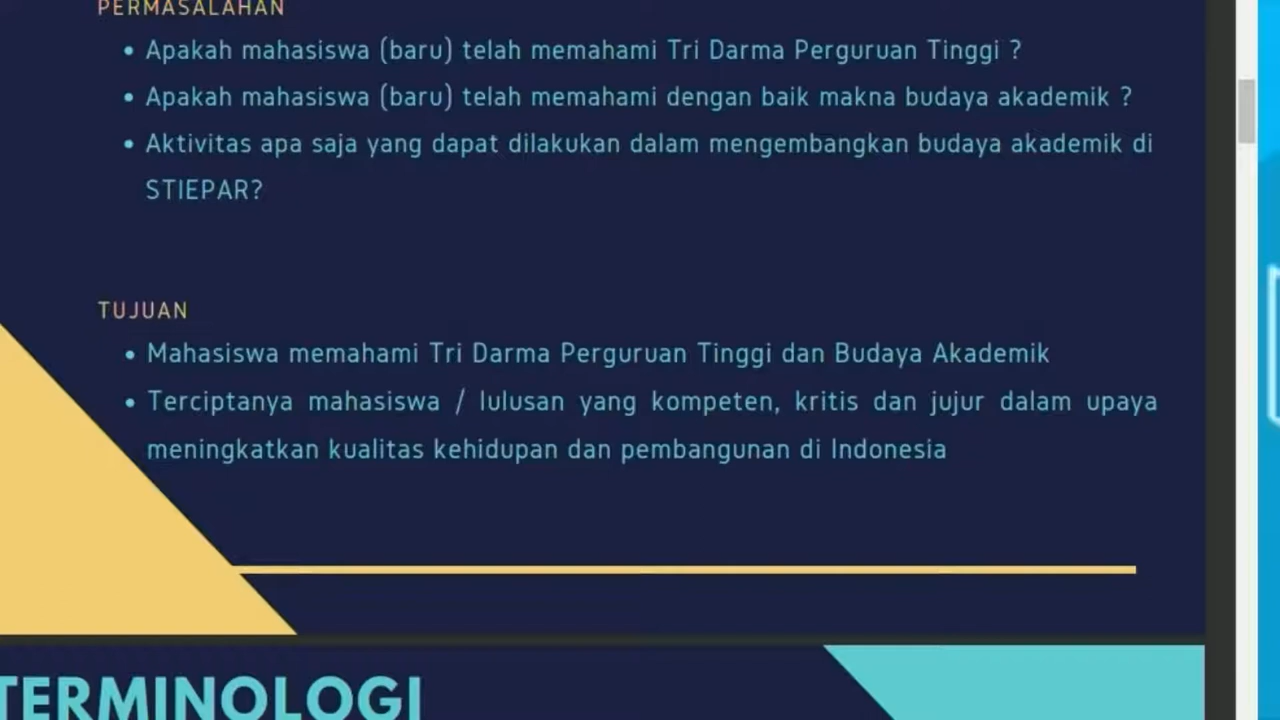 PERMASALAHAN
• Apakah mahasiswa (baru) telah memahami Tri Darma Perguruan Tinggi ?
• Apakah mahasiswa (baru) telah memahami dengan baik makna budaya akademik ?
• Aktivitas apa saja yang dapat dilakukan dalam mengembangkan budaya akademik di
STIEPAR?
TUJUAN
• Mahasiswa memahami Tri Darma Perguruan Tinggi dan Budaya Akademik
• Terciptanya mahasiswa / lulusan yang kompeten, kritis dan jujur dalam upaya
meningkatkan kualitas kehidupan dan pembangunan di Indonesia
TERMINOLOGI